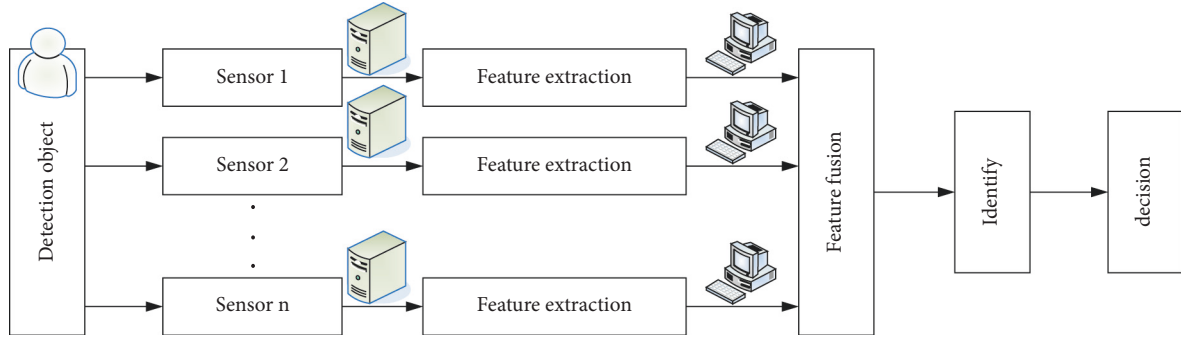 Detection object
Sensor 1
Feature extraction
Sensor 2
Feature extraction
Sensor n
Feature extraction
Feature fusion
Identify
decision